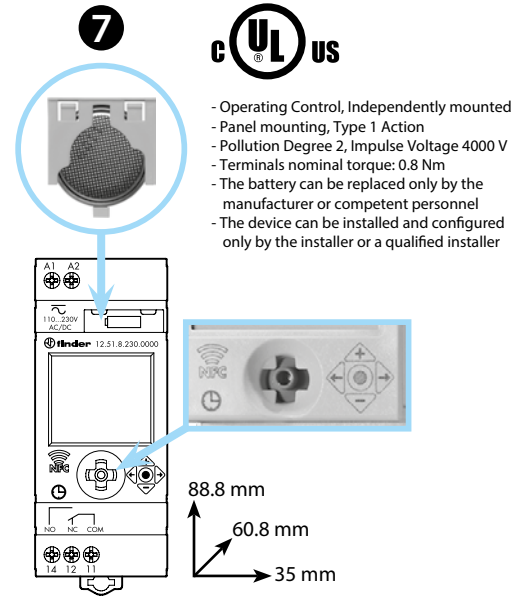 7
c UL ® US
- Operating Control, Independently mounted
- Panel mounting, Type 1 Action
- Pollution Degree 2, Impulse Voltage 4000 V
- Terminals nominal torque: 0.8 Nm
- The battery can be replaced only by the
manufacturer or competent personnel
- The device can be installed and configured
only by the installer or a qualified installer
A1 A2
110...230V
AC/DC
finder 12.51.8.230.0000
NFC
NFC
NO NC COM
14 12 11
88.8 mm
60.8 mm
35 mm